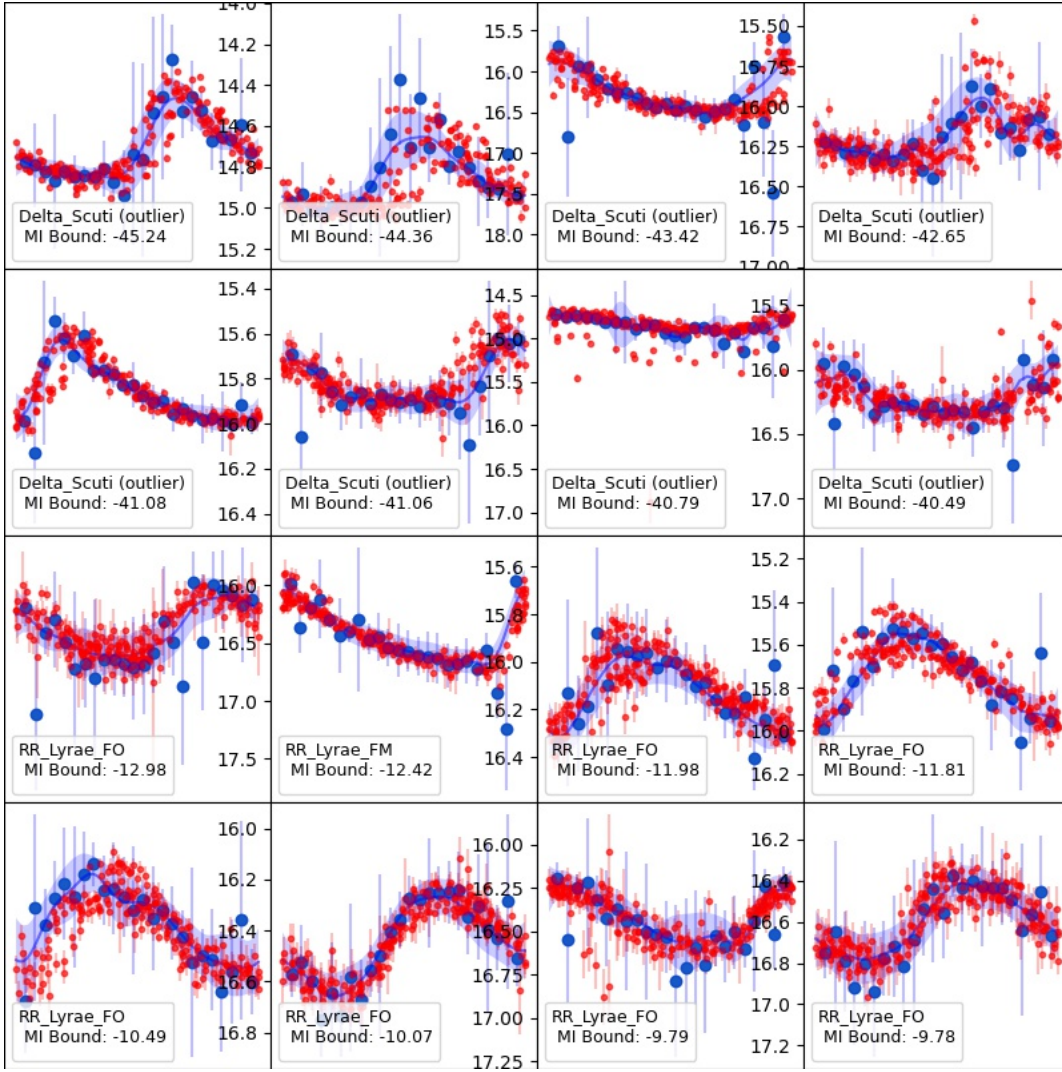 14.0
14.2
14.4
14.6
14.8
15.0
15.2
Delta_Scuti (outlier)
MI Bound: -45.24
15.5
16.0
16.5
17.0
17.5
18.0
Delta_Scuti (outlier)
MI Bound: -44.36
15.50
15.75
16.00
16.25
16.50
16.75
17.00
Delta_Scuti (outlier)
MI Bound: -43.42
Delta_Scuti (outlier)
MI Bound: -42.65
15.4
15.6
15.8
16.0
16.2
16.4
Delta_Scuti (outlier)
MI Bound: -41.08
14.5
15.0
15.5
16.0
16.5
17.0
Delta_Scuti (outlier)
MI Bound: -41.06
15.5
16.0
16.5
17.0
Delta_Scuti (outlier)
MI Bound: -40.79
Delta_Scuti (outlier)
MI Bound: -40.49
16.0
16.5
17.0
17.5
RR_Lyrae_FO
MI Bound: -12.98
15.6
15.8
16.0
16.2
16.4
RR_Lyrae_FM
MI Bound: -12.42
15.2
15.4
15.6
15.8
16.0
16.2
RR_Lyrae_FO
MI Bound: -11.98
RR_Lyrae_FO
MI Bound: -11.81
16.0
16.2
16.4
16.6
16.8
RR_Lyrae_FO
MI Bound: -10.49
16.00
16.25
16.50
16.75
17.00
17.25
RR_Lyrae_FO
MI Bound: -10.07
16.2
16.4
16.6
16.8
17.0
17.2
RR_Lyrae_FO
MI Bound: -9.79
RR_Lyrae_FO
MI Bound: -9.78